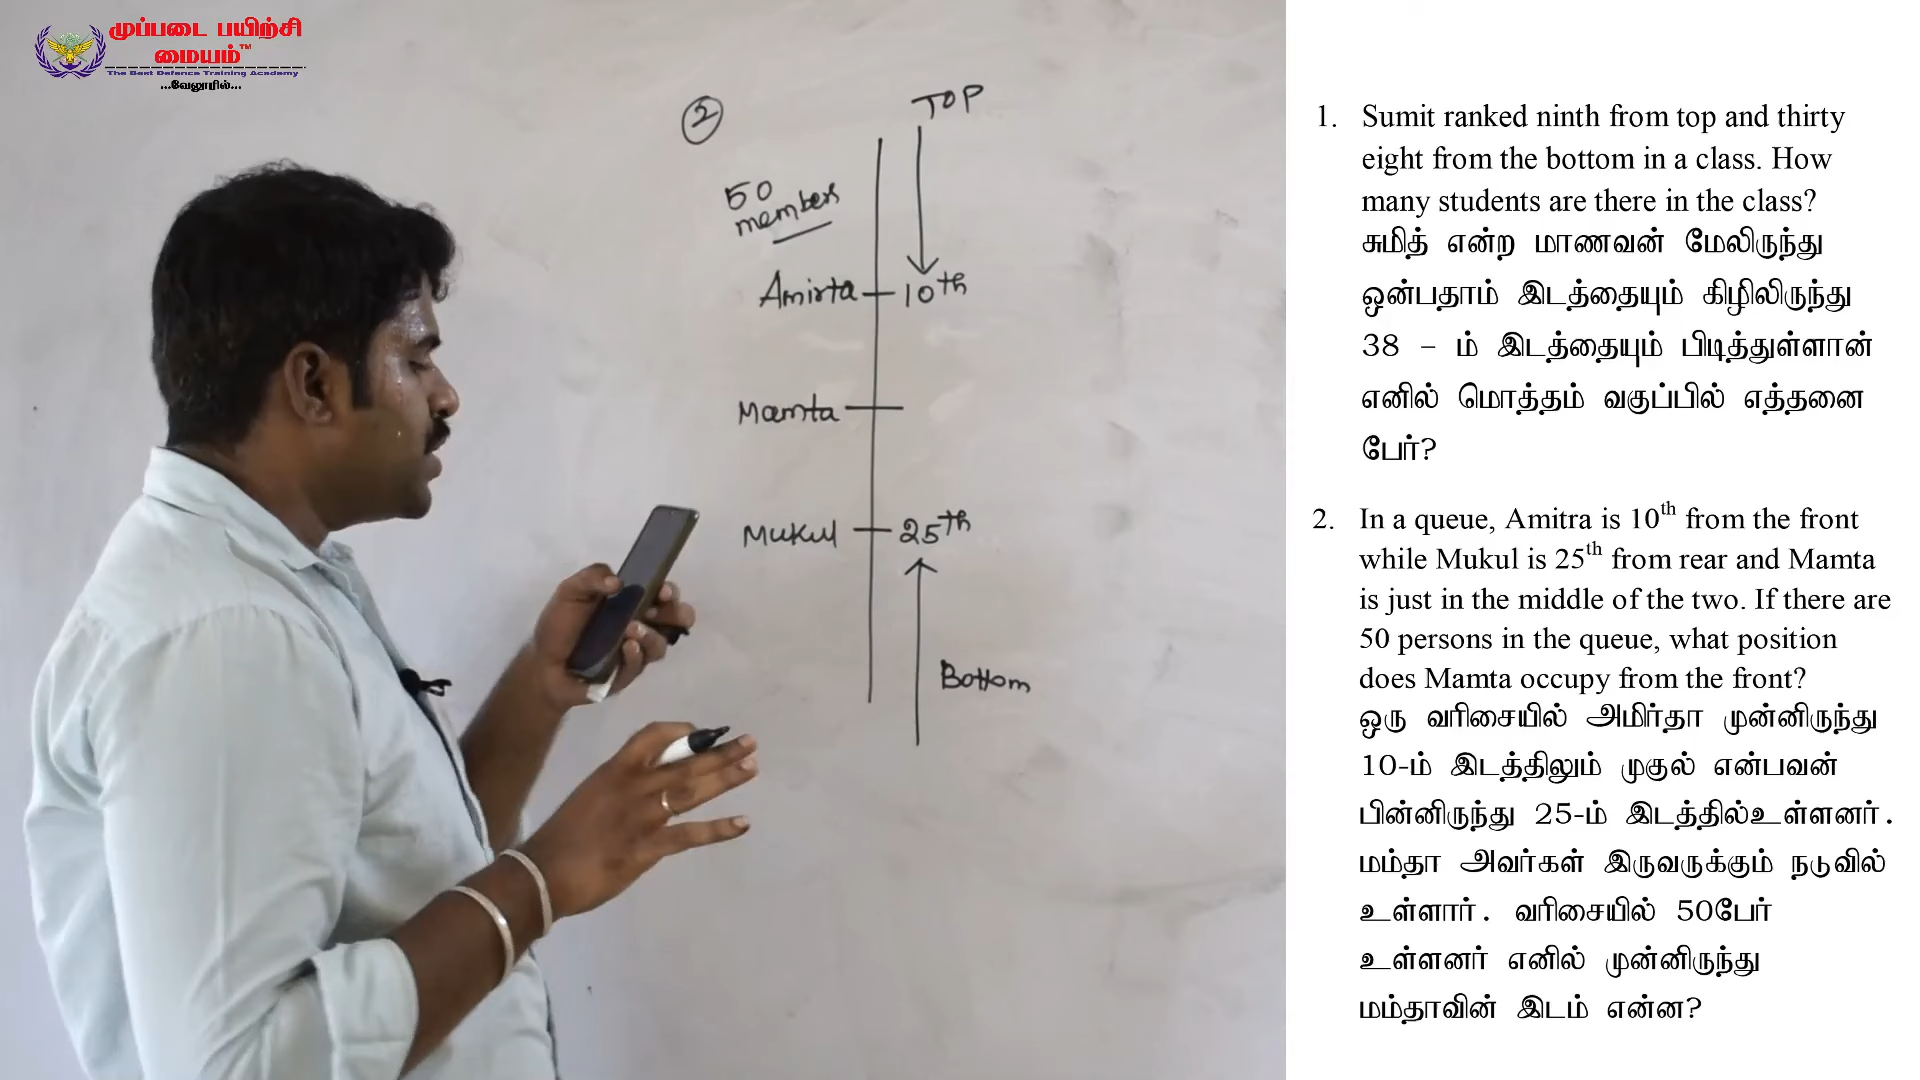 முப்படை பயிற்சி
மையம்™
The Best Defence Training Academy
...வேலூரில்...
2
TOP
50
members
Amirta 10th
Mamta
Mukul 25th
Bottom
1. Sumit ranked ninth from top and thirty
eight from the bottom in a class. How
many students are there in the class?
சுமித் என்ற மாணவன் மேலிருந்து
ஒன்பதாம் இடத்தையும் கிழிலிருந்து
38 – ம் இடத்தையும் பிடித்துள்ளான்
எனில் மொத்தம் வகுப்பில் எத்தனை
பேர்?
2. In a queue, Amitra is 10th from the front
while Mukul is 25th from rear and Mamta
is just in the middle of the two. If there are
50 persons in the queue, what position
does Mamta occupy from the front?
ஒரு வரிசையில் அமிர்தா முன்னிருந்து
10-ம் இடத்திலும் முகுல் என்பவன்
பின்னிருந்து 25-ம் இடத்தில்உள்ளனர்.
மம்தா அவர்கள் இருவருக்கும் நடுவில்
உள்ளார். வரிசையில் 50பேர்
உள்ளனர் எனில் முன்னிருந்து
மம்தாவின் இடம் என்ன?